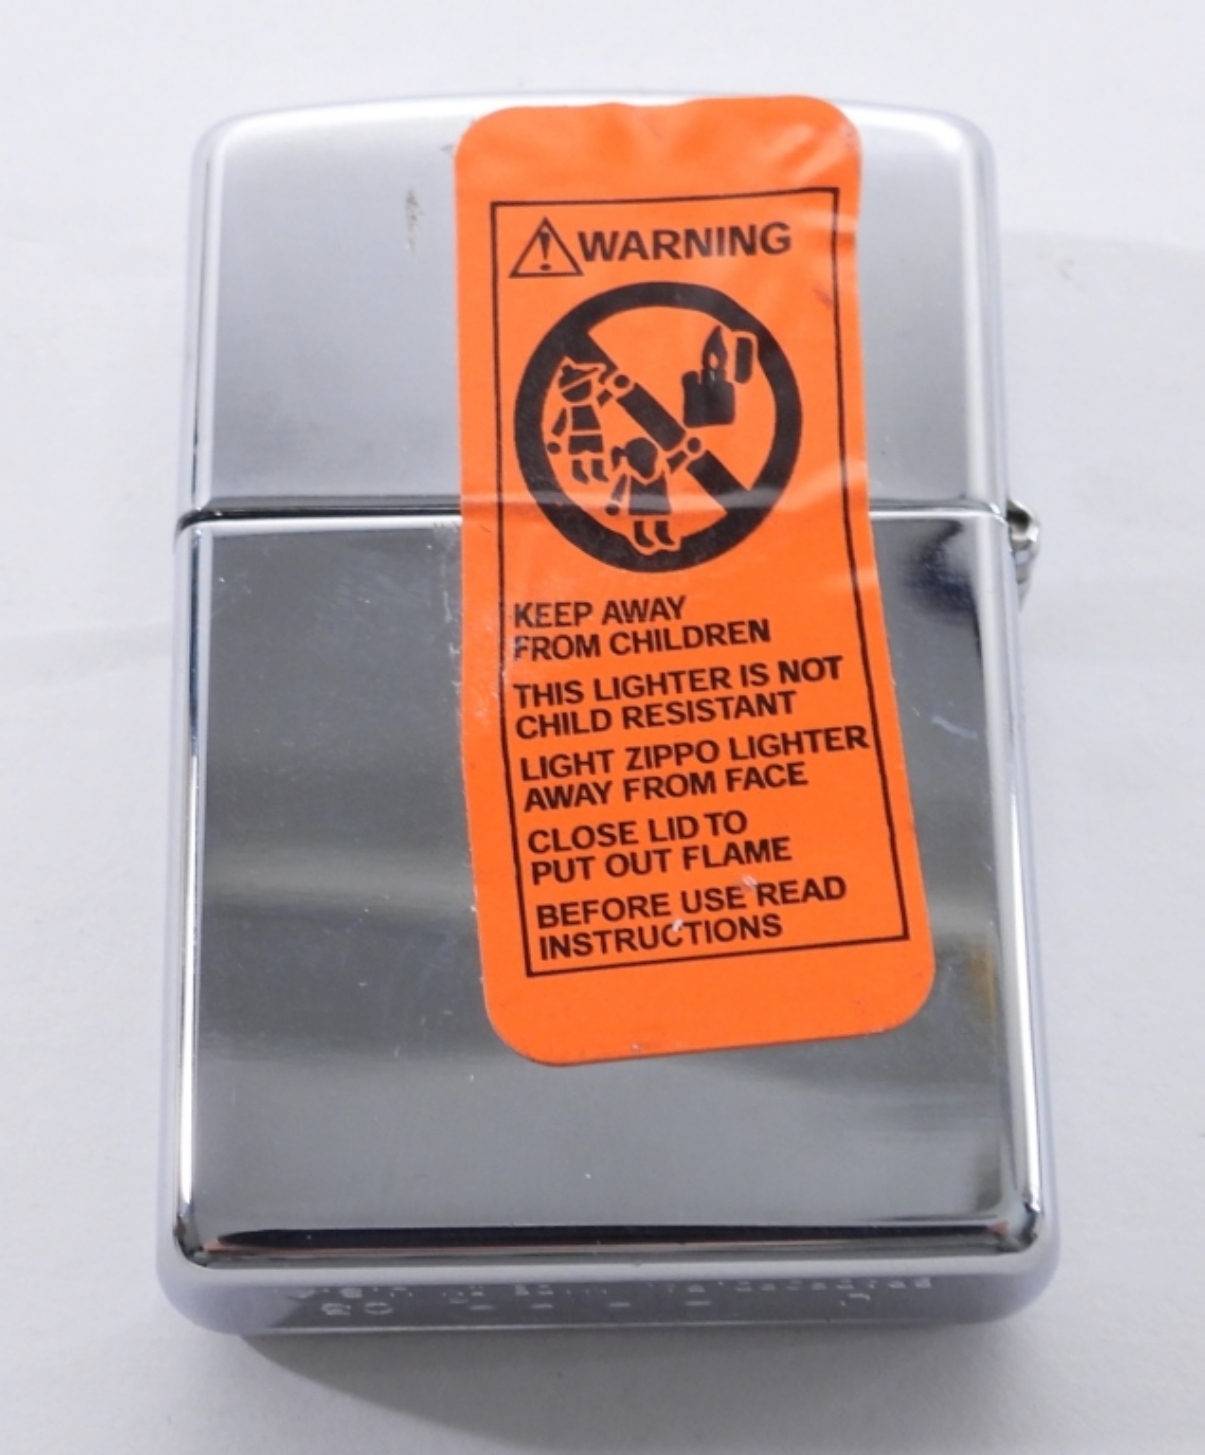 WARNING
KEEP AWAY
FROM CHILDREN
THIS LIGHTER IS NOT
CHILD RESISTANT
LIGHT ZIPPO LIGHTER
AWAY FROM FACE
CLOSE LID TO
PUT OUT FLAME
BEFORE USE READ
INSTRUCTIONS